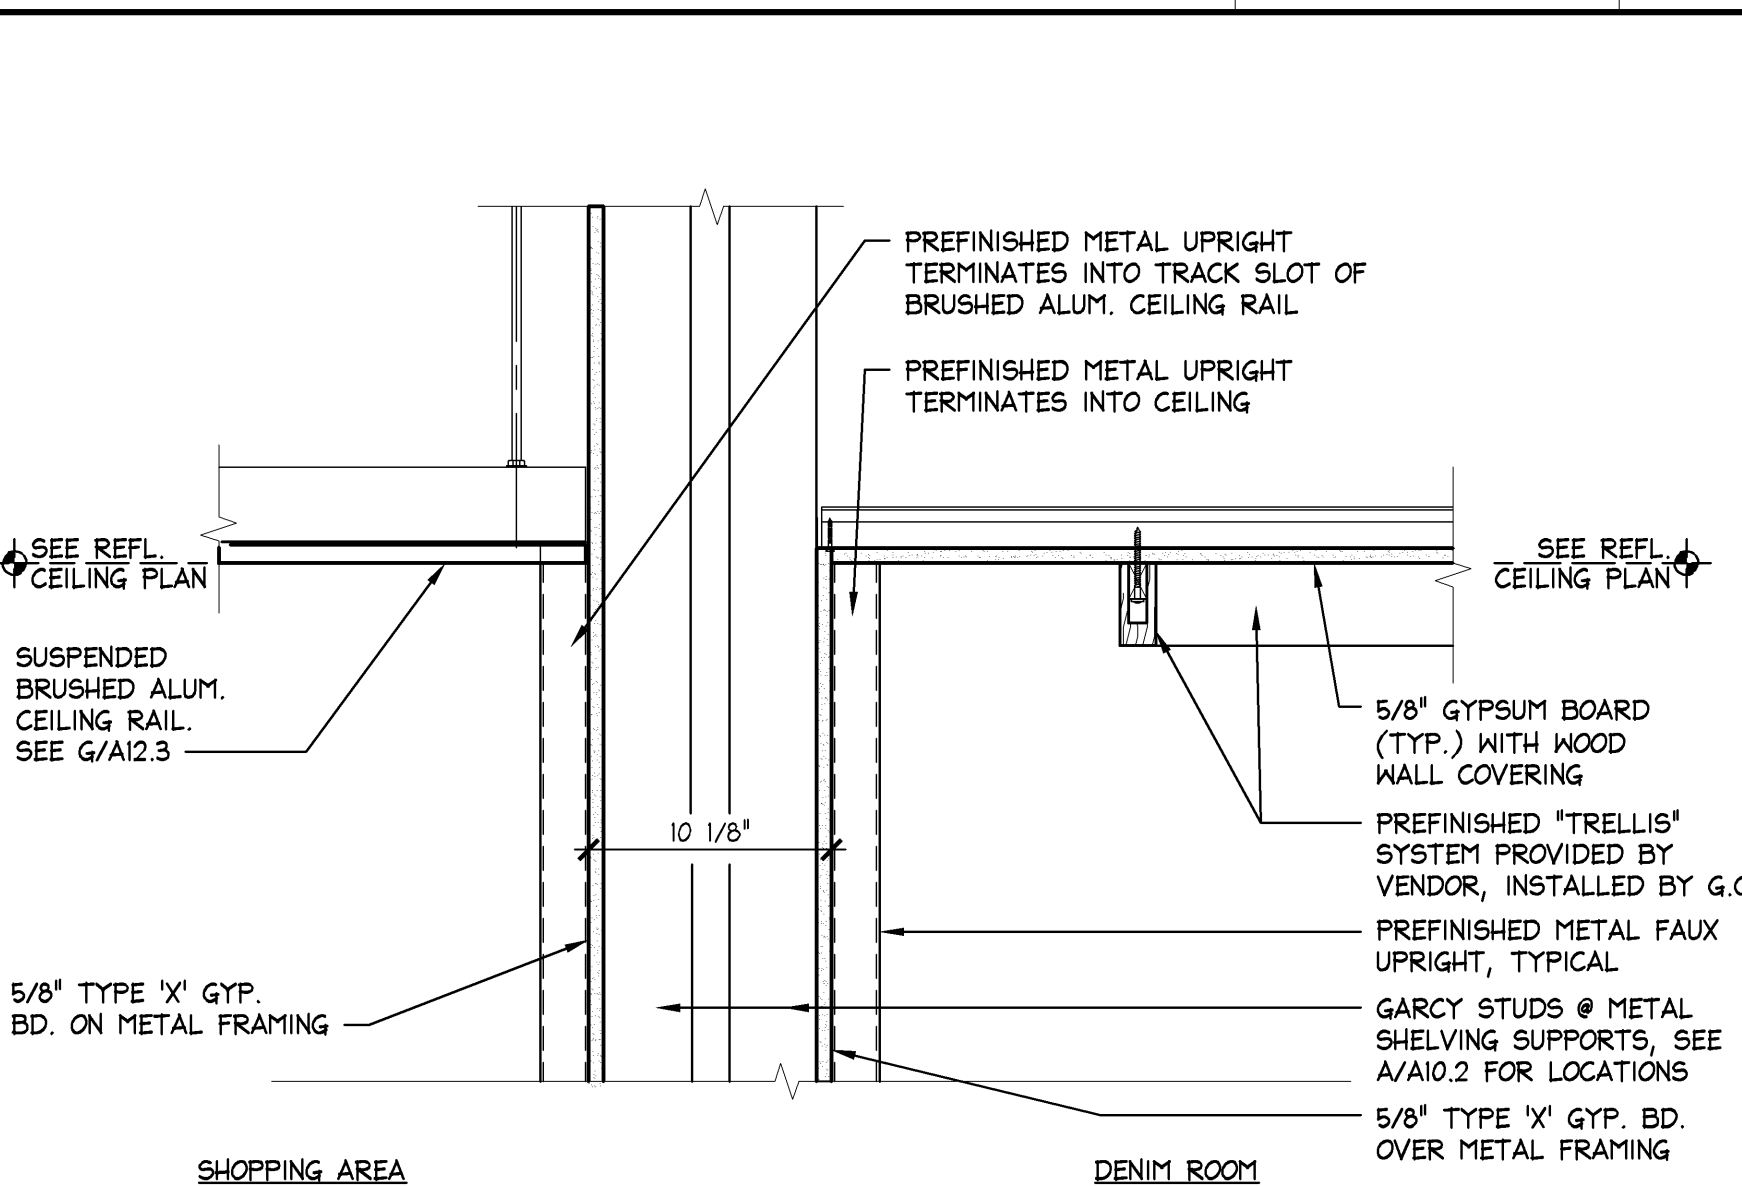 PREFINISHED METAL UPRIGHT
TERMINATES INTO TRACK SLOT OF
BRUSHED ALUM. CEILING RAIL
PREFINISHED METAL UPRIGHT
TERMINATES INTO CEILING
SEE REFL.
CEILING PLAN
SEE REFL.
CEILING PLAN
SUSPENDED
BRUSHED ALUM.
CEILING RAIL.
SEE G/A12.3
5/8" GYPSUM BOARD
(TYP.) WITH WOOD
WALL COVERING
10 1/8"
PREFINISHED "TRELLIS"
SYSTEM PROVIDED BY
VENDOR, INSTALLED BY G.C
PREFINISHED METAL FAUX
UPRIGHT, TYPICAL
5/8" TYPE 'X' GYP.
BD. ON METAL FRAMING
GARCY STUDS @ METAL
SHELVING SUPPORTS, SEE
A/A10.2 FOR LOCATIONS
5/8" TYPE 'X' GYP. BD.
OVER METAL FRAMING
SHOPPING AREA
DENIM ROOM